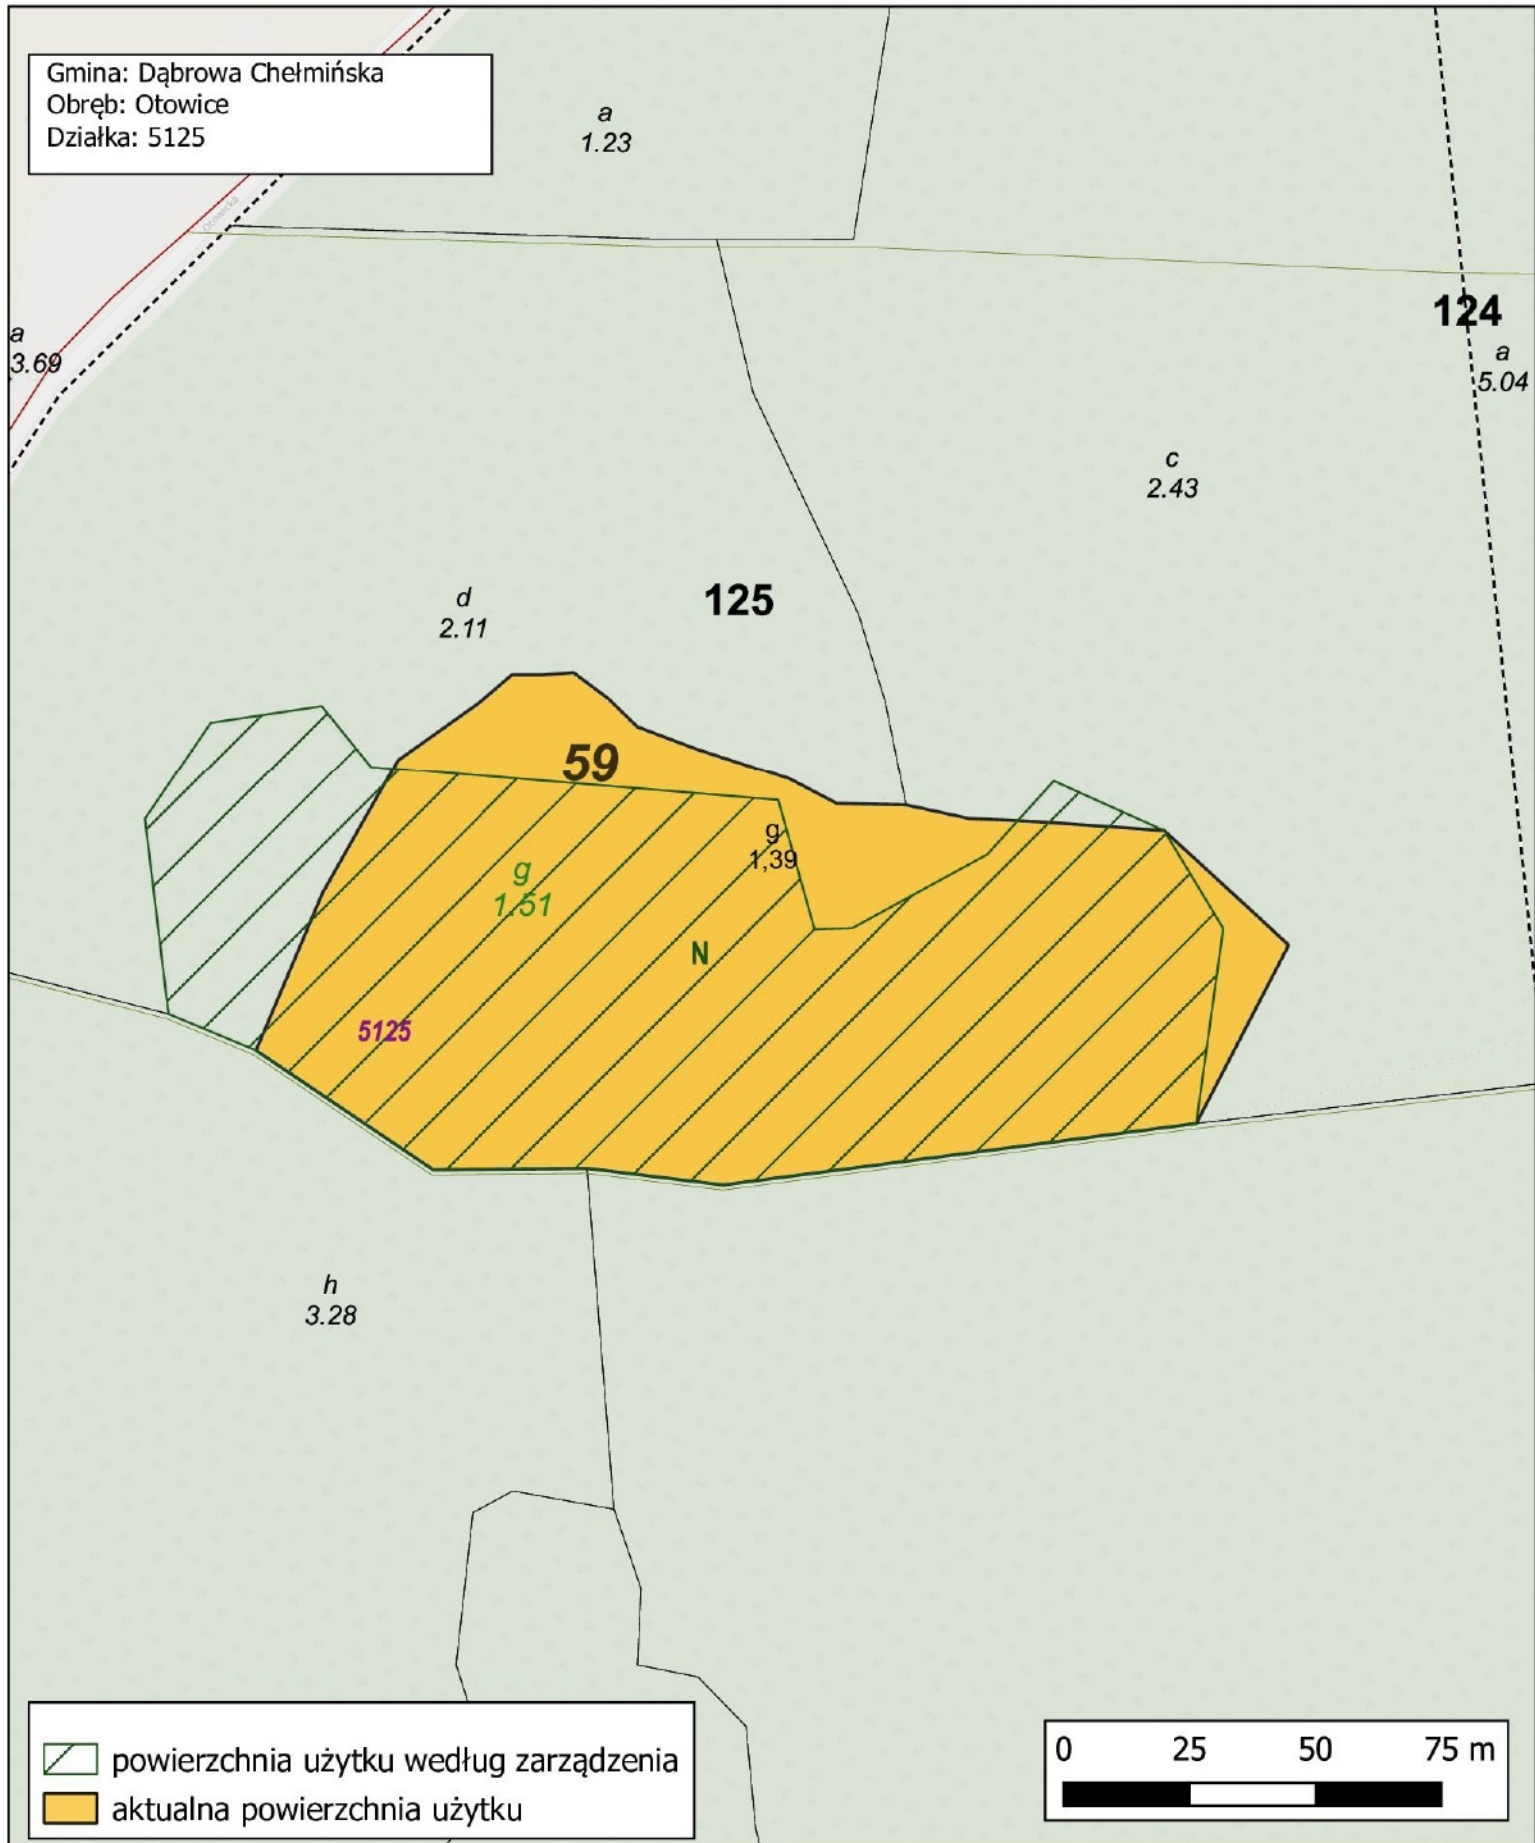 Gmina: Dąbrowa Chełmińska
Obręb: Otowice
Działka: 5125
a
1.23
Otowicka
124
a
3.69
a
5.04
c
2.43
d
2.11
125
59
g
1,39
g
1.51
N
5125
h
3.28
powierzchnia użytku według zarządzenia
aktualna powierzchnia użytku
0 25 50 75 m